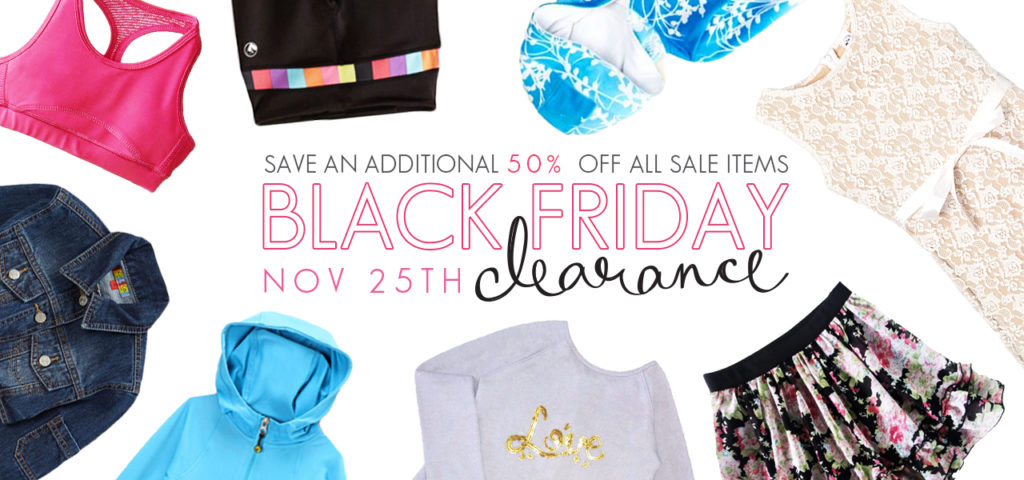 SAVE AN ADDITIONAL 50% OFF ALL SALE ITEMS
BLACK FRIDAY
NOV 25TH clearance
Love